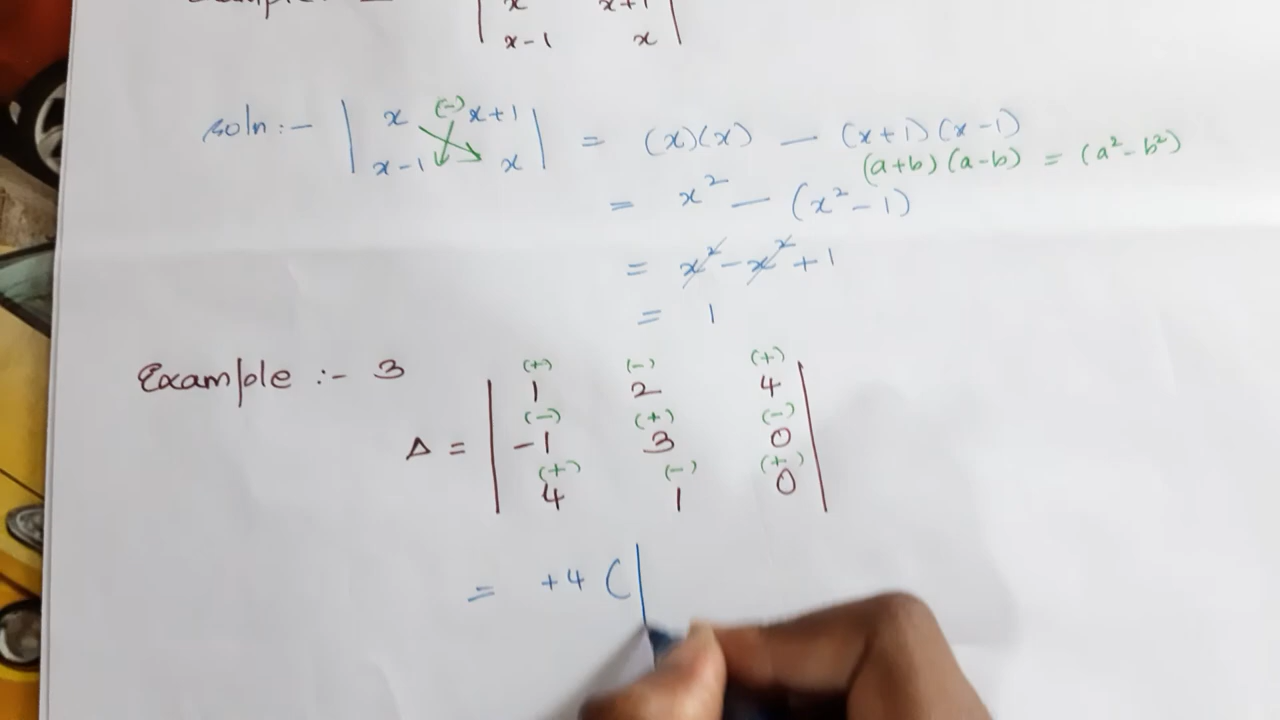 | x x+1 |
| x-1 x |
soln :- | x (-) x+1 | = (x)(x) - (x+1)(x-1)
| x-1 x | (a+b)(a-b) = (a²-b²)
= x² - (x²-1)
= x² - x² + 1
= 1
Example :- 3
(+) (-) (+)
1 2 4
(-) (+) (-)
Δ = | -1 3 0 |
(+) (-) (+)
4 1 0
= +4 ( |